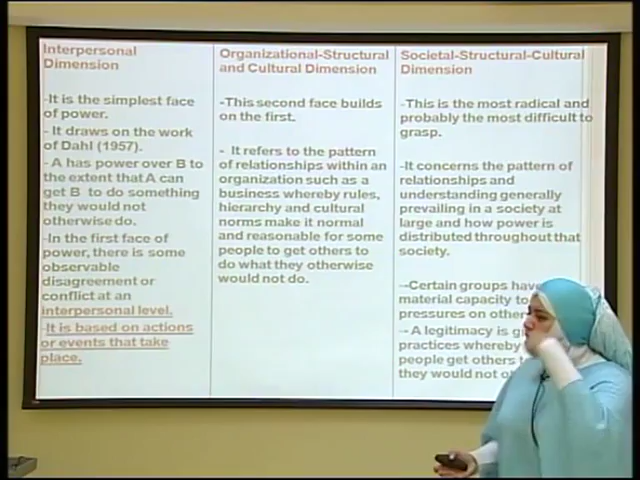 Interpersonal
Dimension
-It is the simplest face
of power.
- It draws on the work
of Dahl (1957).
- A has power over B to
the extent that A can
get B to do something
they would not
otherwise do.
-In the first face of
power, there is some
observable
disagreement or
conflict at an
interpersonal level.
-It is based on actions
or events that take
place.
Organizational-Structural
and Cultural Dimension
-This second face builds
on the first.
- It refers to the pattern
of relationships within an
organization such as a
business whereby rules,
hierarchy and cultural
norms make it normal
and reasonable for some
people to get others to
do what they otherwise
would not do.
Societal-Structural-Cultural
Dimension
-This is the most radical and
probably the most difficult to
grasp.
-It concerns the pattern of
relationships and
understanding generally
prevailing in a society at
large and how power is
distributed throughout that
society.
-Certain groups have
material capacity to
pressures on other
- A legitimacy is
practices whereby
people get others
they would not